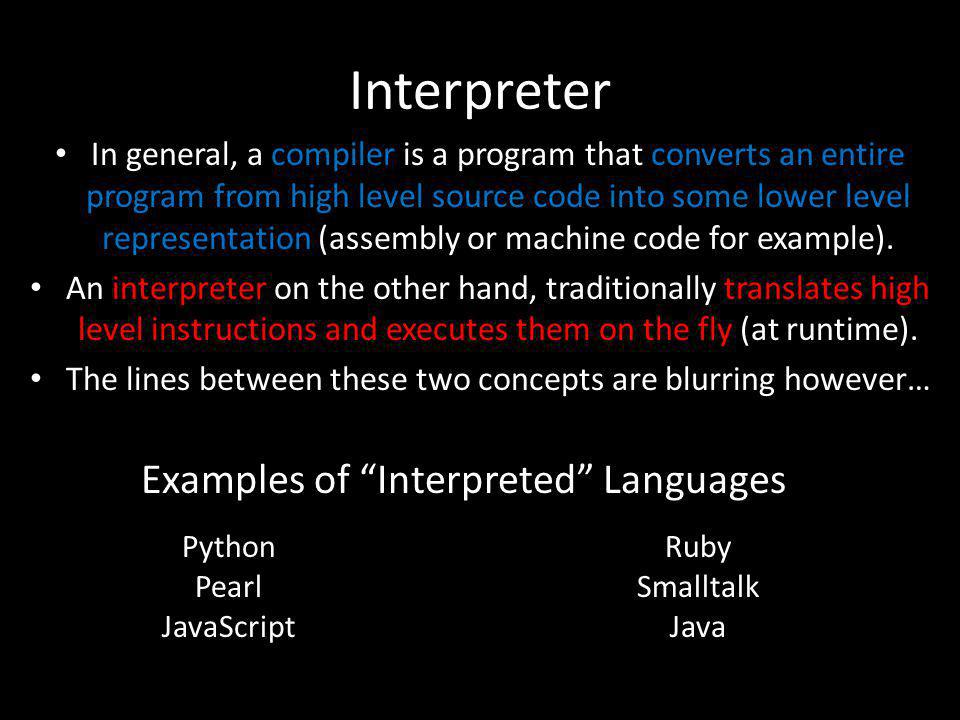 Interpreter
• In general, a compiler is a program that converts an entire
program from high level source code into some lower level
representation (assembly or machine code for example).
• An interpreter on the other hand, traditionally translates high
level instructions and executes them on the fly (at runtime).
• The lines between these two concepts are blurring however…
Examples of “Interpreted” Languages
Python
Pearl
JavaScript
Ruby
Smalltalk
Java